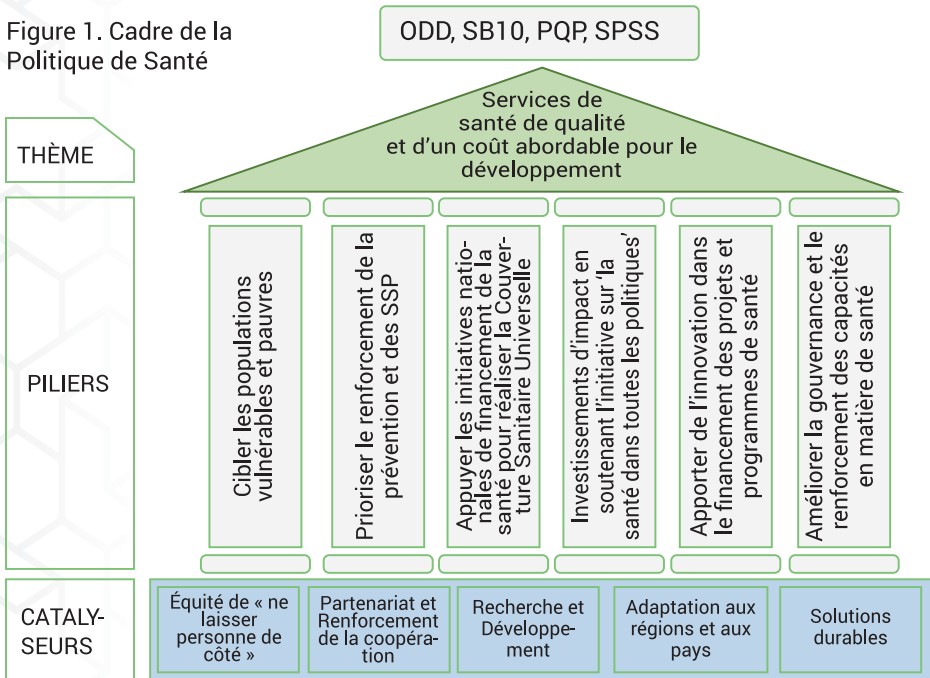 Figure 1. Cadre de la
Politique de Santé
ODD, SB10, PQP, SPSS
THÈME
Services de
santé de qualité
et d'un coût abordable pour le
développement
PILIERS
Cibler les populations
vulnérables et pauvres
Prioriser le renforcement de la
prévention et des SSP
Appuyer les initiatives natio-
nales de financement de la
santé pour réaliser la Couver-
ture Sanitaire Universelle
Investissements d'impact en
soutenant l'initiative sur 'la
santé dans toutes les politiques'
Apporter de l'innovation dans
le financement des projets et
programmes de santé
Améliorer la gouvernance et le
renforcement des capacités
en matière de santé
CATALY-
SEURS
Équité de « ne
laisser
personne de
côté »
Partenariat et
Renforcement
de la coopéra-
tion
Recherche et
Développe-
ment
Adaptation aux
régions et aux
pays
Solutions
durables